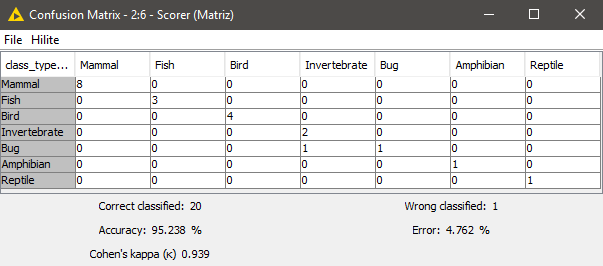 Confusion Matrix - 2:6 - Scorer (Matriz)
File Hilite
class_type... Mammal Fish Bird Invertebrate Bug Amphibian Reptile
Mammal 8 0 0 0 0 0 0
Fish 0 3 0 0 0 0 0
Bird 0 0 4 0 0 0 0
Invertebrate 0 0 0 2 0 0 0
Bug 0 0 0 1 1 0 0
Amphibian 0 0 0 0 0 1 0
Reptile 0 0 0 0 0 0 1
Correct classified: 20 Wrong classified: 1
Accuracy: 95.238 % Error: 4.762 %
Cohen's kappa (κ) 0.939